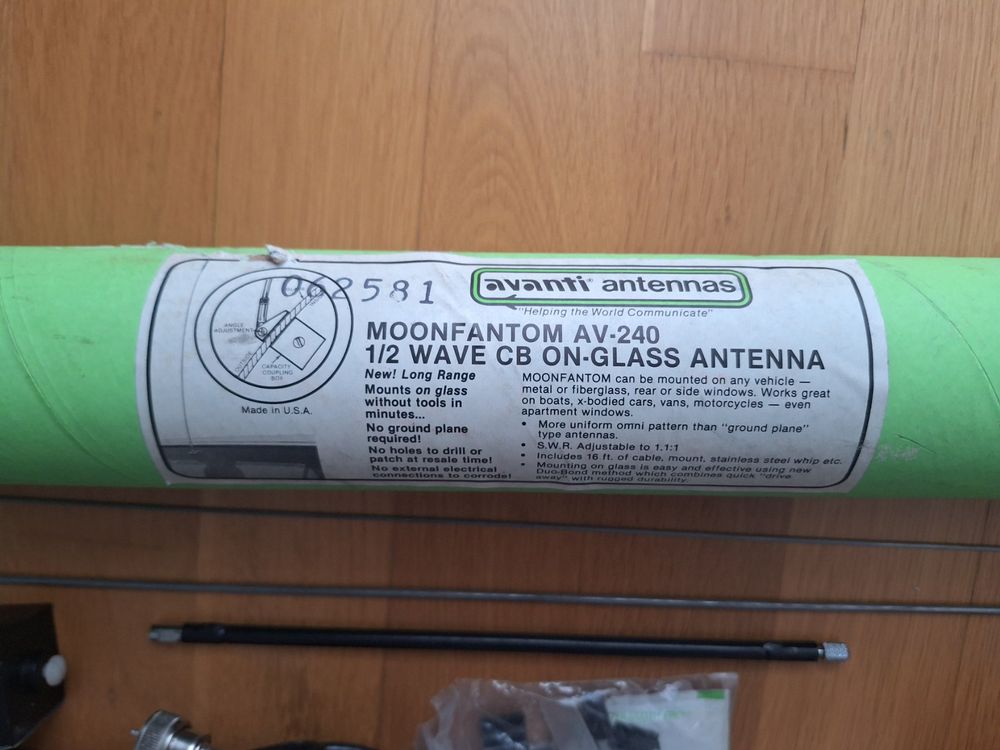 062581
avanti® antennas
"Helping the World Communicate"
MOONFANTOM AV-240
1/2 WAVE CB ON-GLASS ANTENNA
ANGLE
ADJUSTMENT
OUTSIDE
CAPACITY
COUPLING
BOX
Made in U.S.A.
New! Long Range
Mounts on glass
without tools in
minutes...
No ground plane
required!
No holes to drill or
patch at resale time!
No external electrical
connections to corrode!
MOONFANTOM can be mounted on any vehicle —
metal or fiberglass, rear or side windows. Works great
on boats, x-bodied cars, vans, motorcycles — even
apartment windows.
• More uniform omni pattern than "ground plane"
type antennas.
• S.W.R. Adjustable to 1.1:1
• Includes 16 ft. of cable, mount, stainless steel whip etc.
• Mounting on glass is easy and effective using new
Duo-Bond method which combines quick "drive
away" with rugged durability.